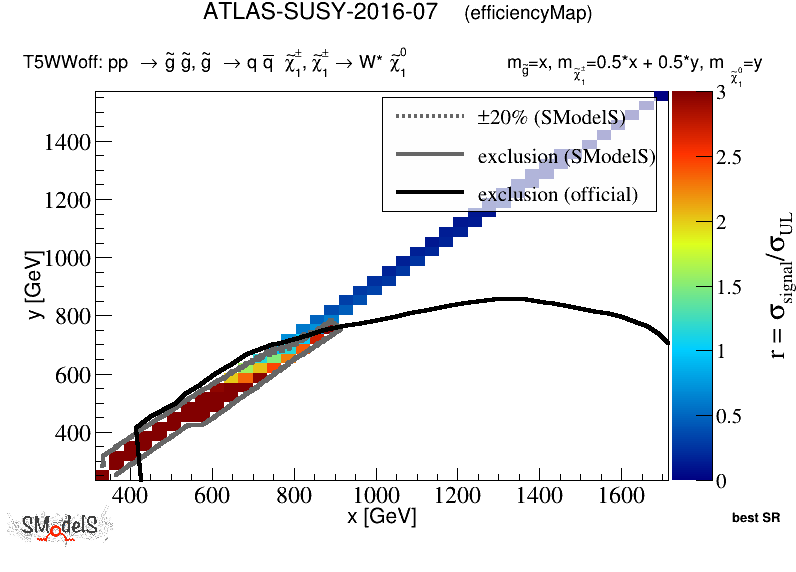 ATLAS-SUSY-2016-07 (efficiencyMap)
T5WWoff: pp → g̃ g̃, g̃ → q q̅ χ̃₁±, χ̃₁± → W* χ̃₁⁰ m_g̃=x, m_χ̃₁±=0.5*x + 0.5*y, m_χ̃₁⁰=y
±20% (SModelS)
exclusion (SModelS)
exclusion (official)
y [GeV]
1400
1200
1000
800
600
400
400 600 800 1000 1200 1400 1600
x [GeV]
3
2.5
2
1.5
1
0.5
0
r = σ_signal/σ_UL
SModelS
best SR